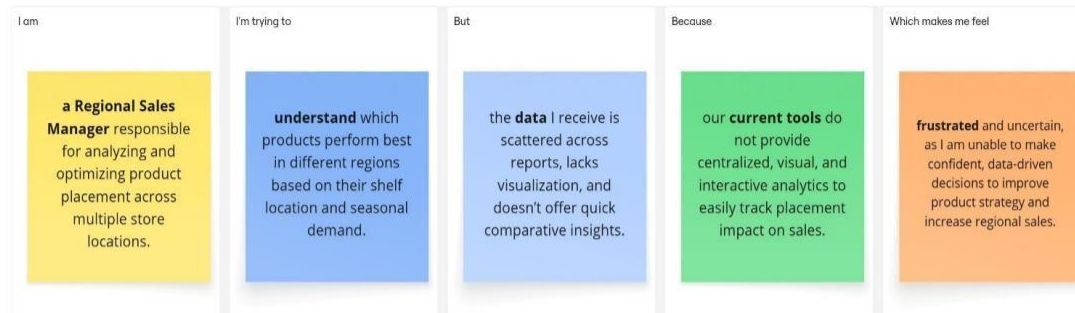 I am
a Regional Sales
Manager responsible
for analyzing and
optimizing product
placement across
multiple store
locations.
I'm trying to
understand which
products perform best
in different regions
based on their shelf
location and seasonal
demand.
But
the data I receive is
scattered across
reports, lacks
visualization, and
doesn't offer quick
comparative insights.
Because
our current tools do
not provide
centralized, visual, and
interactive analytics to
easily track placement
impact on sales.
Which makes me feel
frustrated and uncertain,
as I am unable to make
confident, data-driven
decisions to improve
product strategy and
increase regional sales.